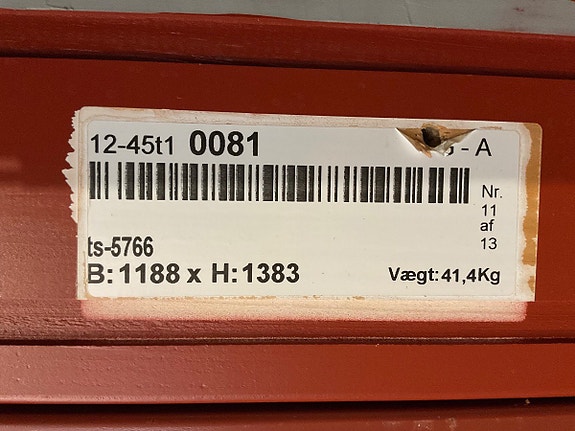 12-45t1 0081 - A
Nr.
11
af
13
ts-5766
B:1188 x H:1383
Vægt:41,4Kg